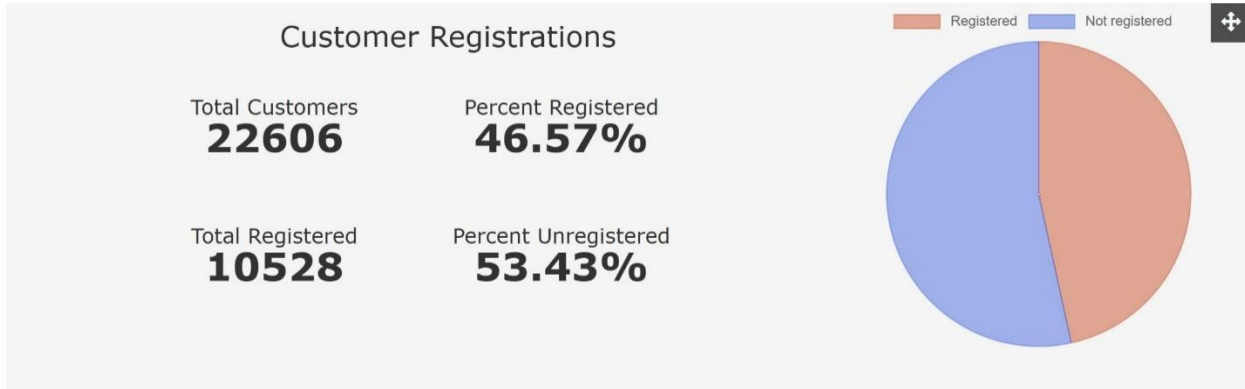 Customer Registrations
Total Customers
22606
Percent Registered
46.57%
Total Registered
10528
Percent Unregistered
53.43%
Registered
Not registered